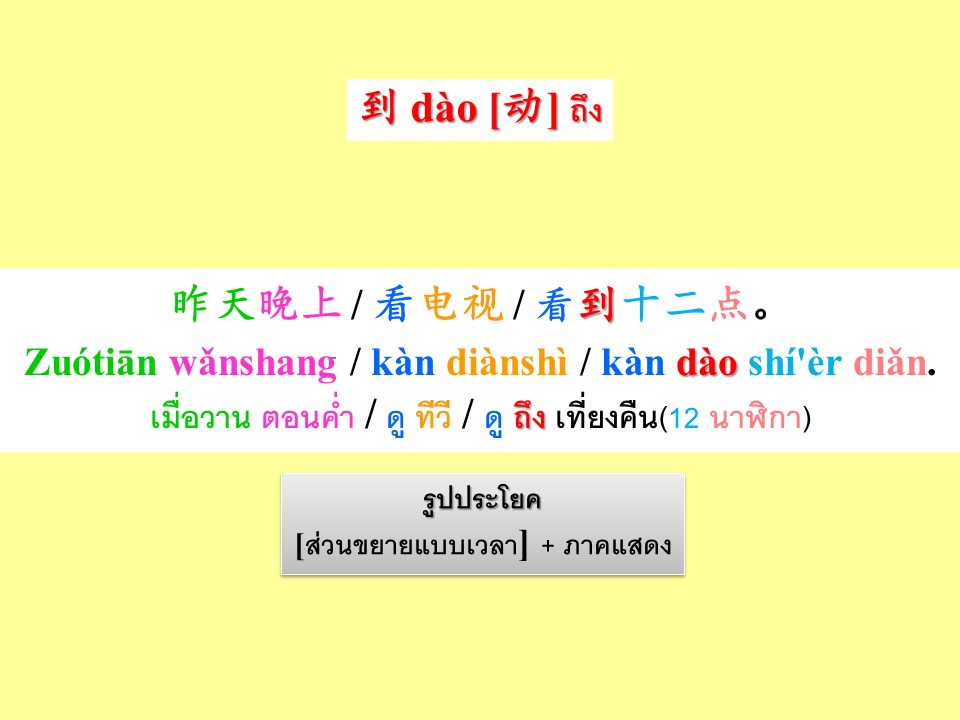 到 dào [动] ถึง
昨天晚上 / 看电视 / 看到十二点。
Zuótiān wǎnshang / kàn diànshì / kàn dào shí'èr diǎn.
เมื่อวาน ตอนค่ำ / ดู ทีวี / ดู ถึง เที่ยงคืน(12 นาฬิกา)
รูปประโยค
[ส่วนขยายแบบเวลา] + ภาคแสดง